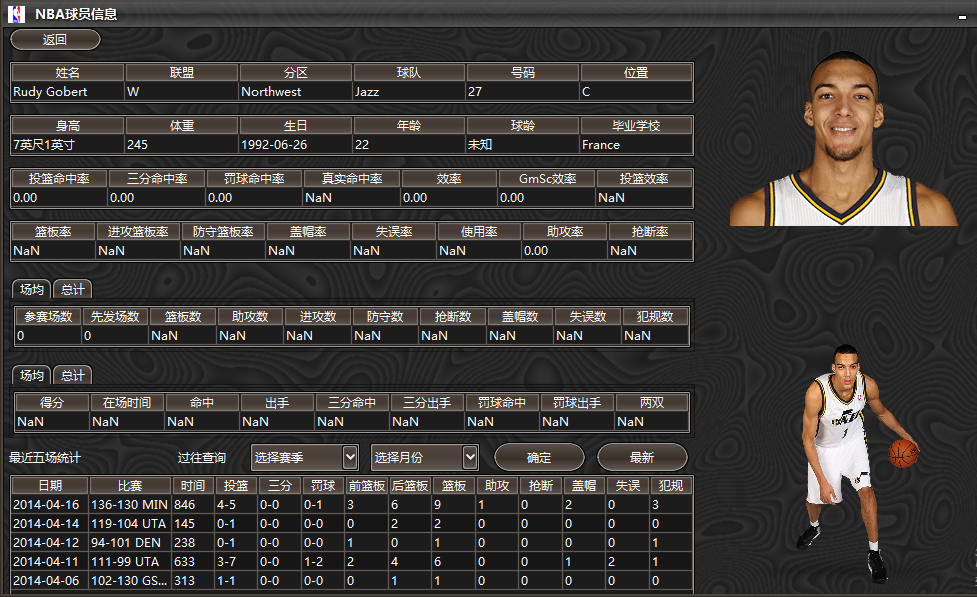 NBA球员信息
返回
姓名 联盟 分区 球队 号码 位置
Rudy Gobert W Northwest Jazz 27 C
身高 体重 生日 年龄 球龄 毕业学校
7英尺1英寸 245 1992-06-26 22 未知 France
投篮命中率 三分命中率 罚球命中率 真实命中率 效率 GmSc效率 投篮效率
0.00 0.00 0.00 NaN 0.00 0.00 NaN
篮板率 进攻篮板率 防守篮板率 盖帽率 失误率 使用率 助攻率 抢断率
NaN NaN NaN NaN NaN NaN 0.00 NaN
场均 总计
参赛场数 先发场数 篮板数 助攻数 进攻数 防守数 抢断数 盖帽数 失误数 犯规数
0 0 NaN NaN NaN NaN NaN NaN NaN NaN
场均 总计
得分 在场时间 命中 出手 三分命中 三分出手 罚球命中 罚球出手 两双
NaN NaN NaN NaN NaN NaN NaN NaN NaN
最近五场统计 过往查询 选择赛季 选择月份 确定 最新
日期 比赛 时间 投篮 三分 罚球 前篮板 后篮板 篮板 助攻 抢断 盖帽 失误 犯规
2014-04-16 136-130 MIN 846 4-5 0-0 0-1 3 6 9 1 0 2 0 3
2014-04-14 119-104 UTA 145 0-1 0-0 0-0 0 2 2 0 0 0 0 0
2014-04-12 94-101 DEN 238 0-1 0-0 0-0 1 0 1 0 0 0 0 1
2014-04-11 111-99 UTA 633 3-7 0-0 1-2 2 4 6 0 0 1 2 1
2014-04-06 102-130 GS... 313 1-1 0-0 0-0 0 1 1 0 0 0 0 0